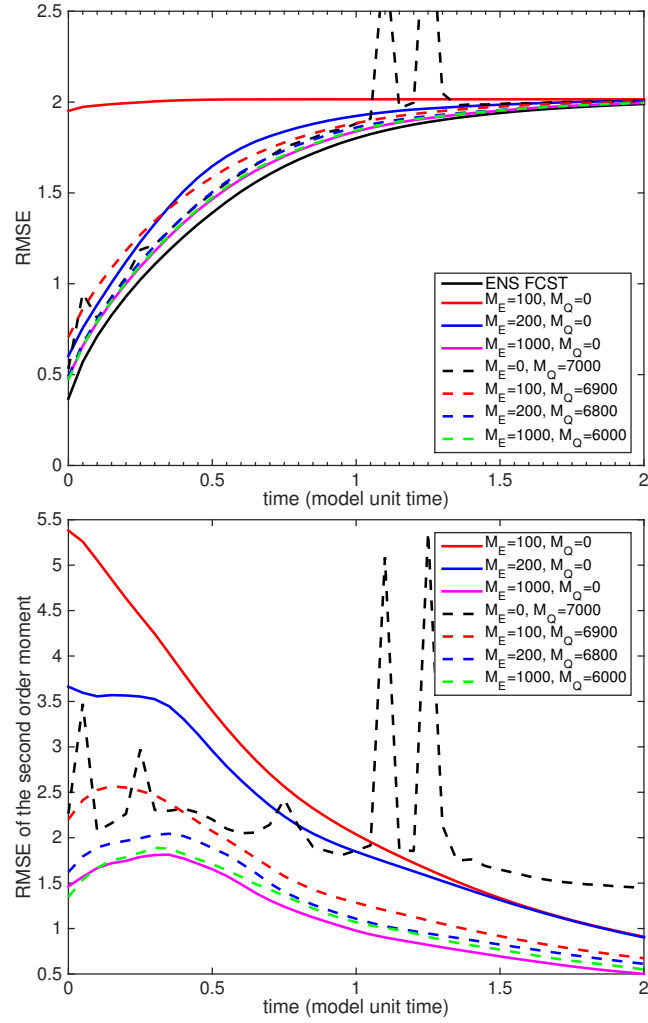 2.5
2
1.5
1
0.5
0
RMSE
ENS FCST
M_E=100, M_Q=0
M_E=200, M_Q=0
M_E=1000, M_Q=0
M_E=0, M_Q=7000
M_E=100, M_Q=6900
M_E=200, M_Q=6800
M_E=1000, M_Q=6000
0 0.5 1 1.5 2
time (model unit time)
5.5
5
4.5
4
3.5
3
2.5
2
1.5
1
0.5
RMSE of the second order moment
M_E=100, M_Q=0
M_E=200, M_Q=0
M_E=1000, M_Q=0
M_E=0, M_Q=7000
M_E=100, M_Q=6900
M_E=200, M_Q=6800
M_E=1000, M_Q=6000
0 0.5 1 1.5 2
time (model unit time)